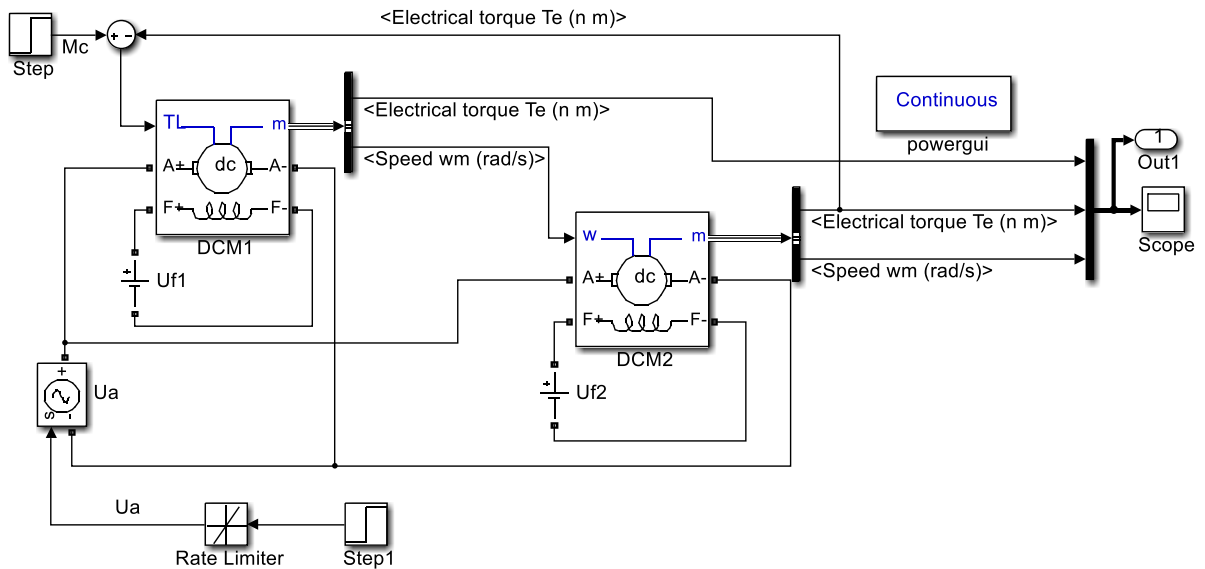 <Electrical torque Te (n m)>
Mc
Step
+ -
TL
m
dc
A+
A-
F+
F-
DCM1
<Electrical torque Te (n m)>
<Speed wm (rad/s)>
Continuous
powergui
1
Out1
Scope
w
m
dc
A+
A-
F+
F-
DCM2
<Electrical torque Te (n m)>
<Speed wm (rad/s)>
+
Uf1
+
Uf2
+
s
-
Ua
Ua
Rate Limiter
Step1